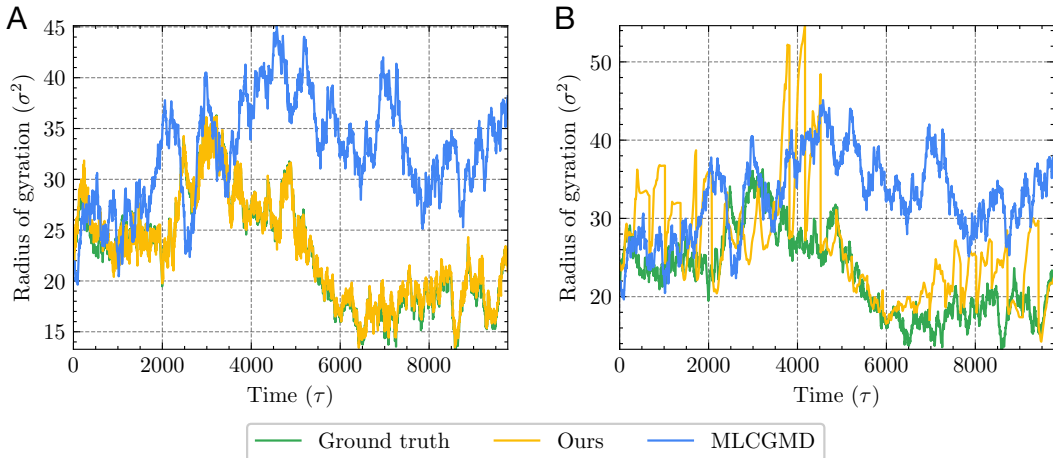 A
Radius of gyration (σ²)
45
40
35
30
25
20
15
0 2000 4000 6000 8000
Time (τ)
B
Radius of gyration (σ²)
50
40
30
20
0 2000 4000 6000 8000
Time (τ)
Ground truth Ours MLCGMD